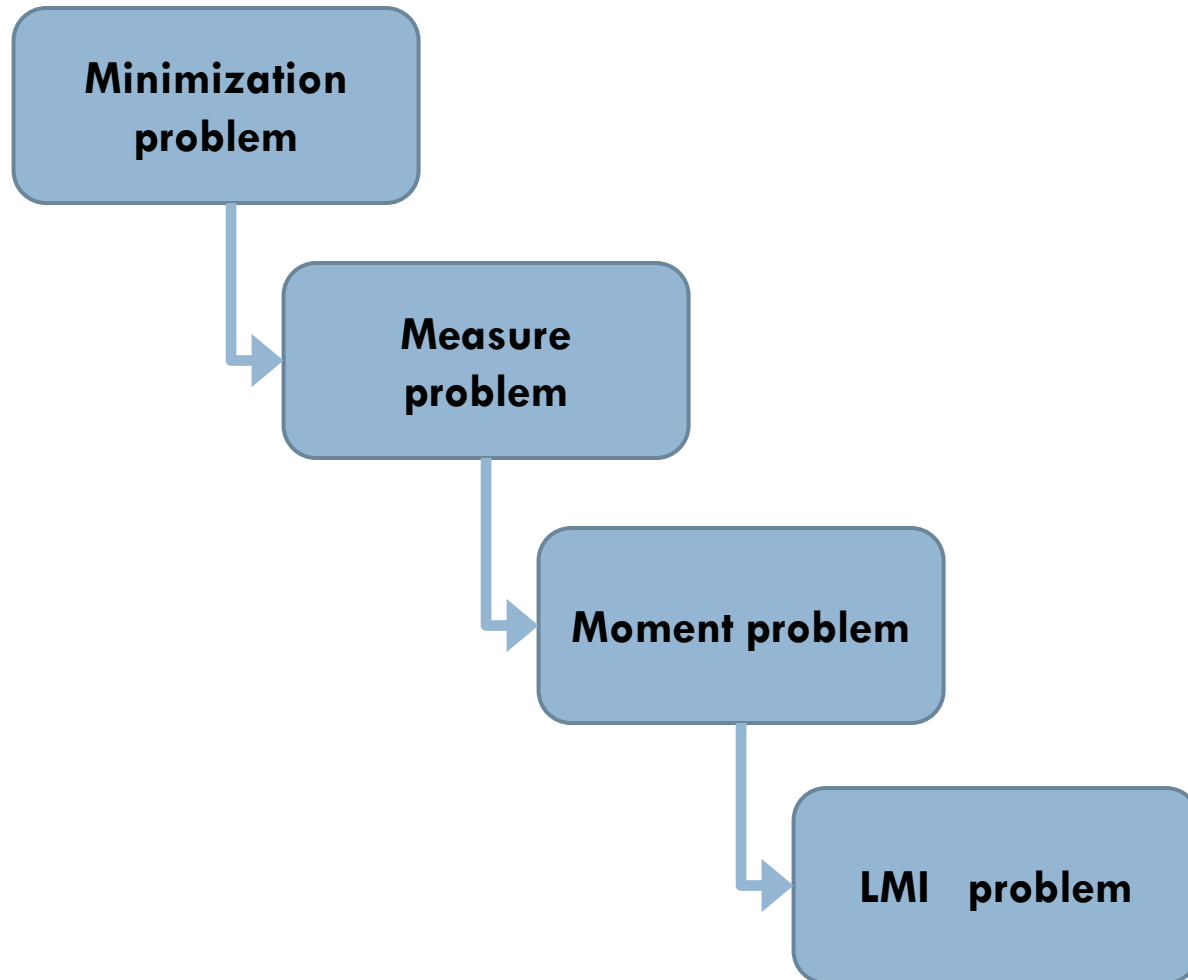 Minimization
problem
Measure
problem
Moment problem
LMI problem